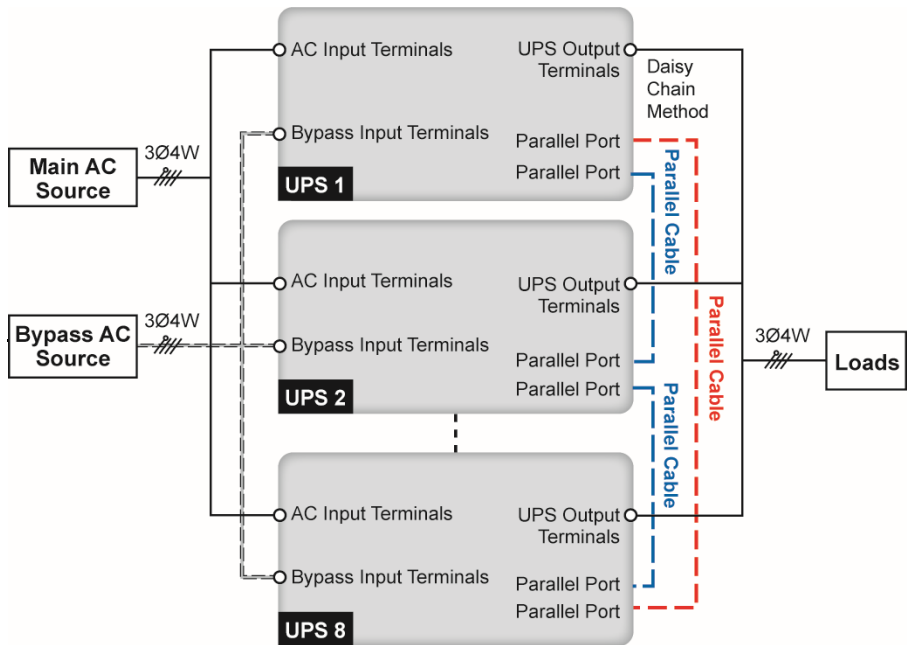 AC Input Terminals
UPS Output
Terminals
Daisy
Chain
Method
Bypass Input Terminals
Parallel Port
Parallel Port
UPS 1
Main AC
Source
3Ø4W
Parallel Cable
AC Input Terminals
UPS Output
Terminals
Bypass Input Terminals
Parallel Port
Parallel Port
UPS 2
Bypass AC
Source
3Ø4W
Parallel Cable
Parallel Cable
3Ø4W
Loads
AC Input Terminals
UPS Output
Terminals
Bypass Input Terminals
Parallel Port
Parallel Port
UPS 8